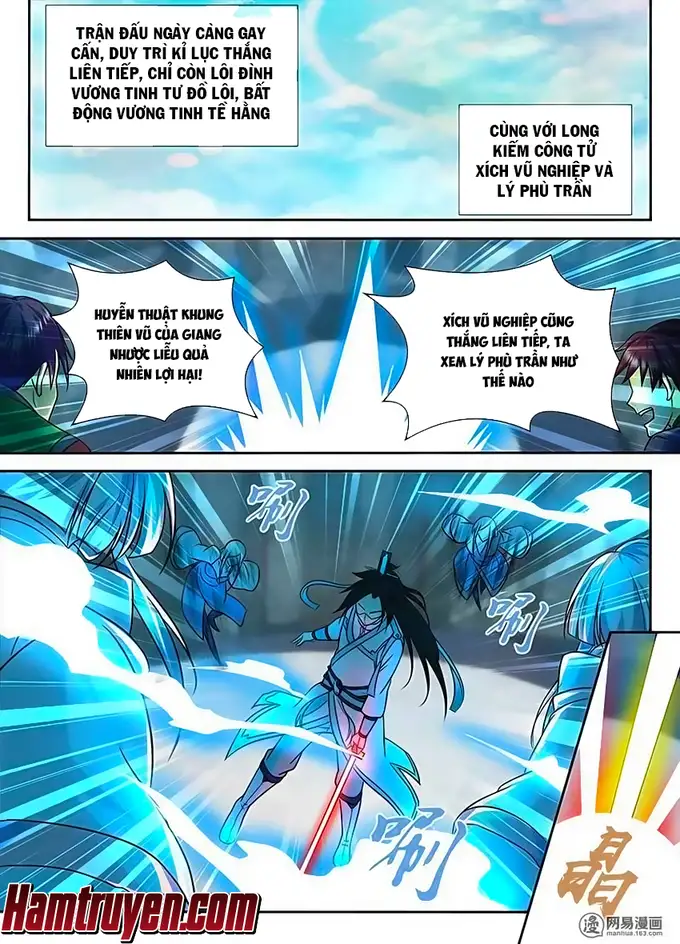 TRẬN ĐẤU NGÀY CÀNG GAY
CẤN, DUY TRÌ KỈ LỤC THẮNG
LIÊN TIẾP, CHỈ CÒN LÔI ĐÌNH
VƯƠNG TINH TƯ ĐỒ LÔI, BẤT
ĐỘNG VƯƠNG TINH TỀ HẰNG
CÙNG VỚI LONG
KIẾM CÔNG TỬ
XÍCH VŨ NGHIỆP VÀ
LÝ PHÙ TRẦN
HUYỄN THUẬT KHUNG
THIÊN VŨ CỦA GIANG
NHƯỢC LIỄU QUẢ
NHIÊN LỢI HẠI!
XÍCH VŨ NGHIỆP CŨNG
THẮNG LIÊN TIẾP, TA
XEM LÝ PHÙ TRẦN NHƯ
THẾ NÀO
唰
唰
唰
晶
Hamtruyen.com
网易漫画
manhua.163.com